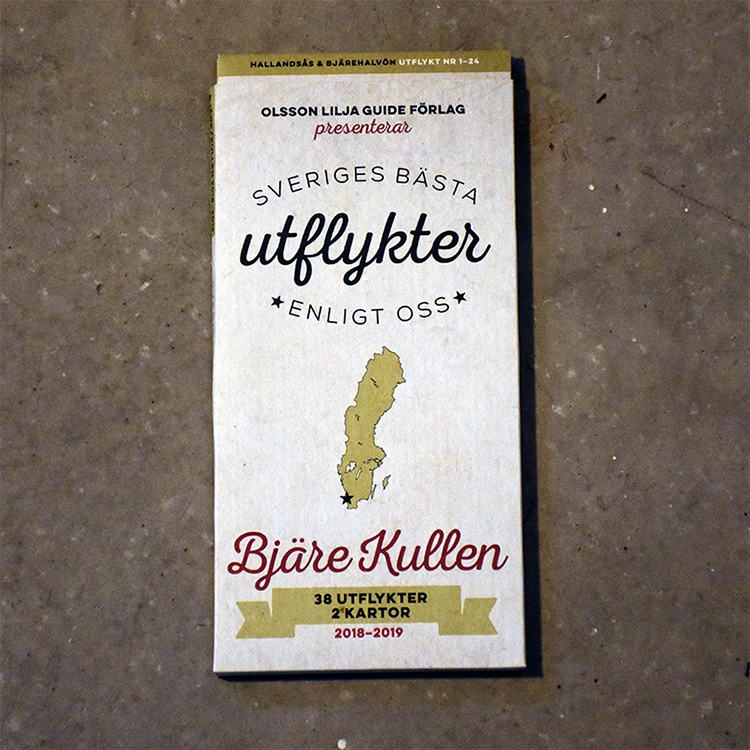 HALLANDSÅS & BJÄREHALVÖN UTFLYKT NR 1–24
OLSSON LILJA GUIDE FÖRLAG
presenterar
SVERIGES BÄSTA
utflykter
ENLIGT OSS
Bjäre Kullen
38 UTFLYKTER
2 KARTOR
2018–2019